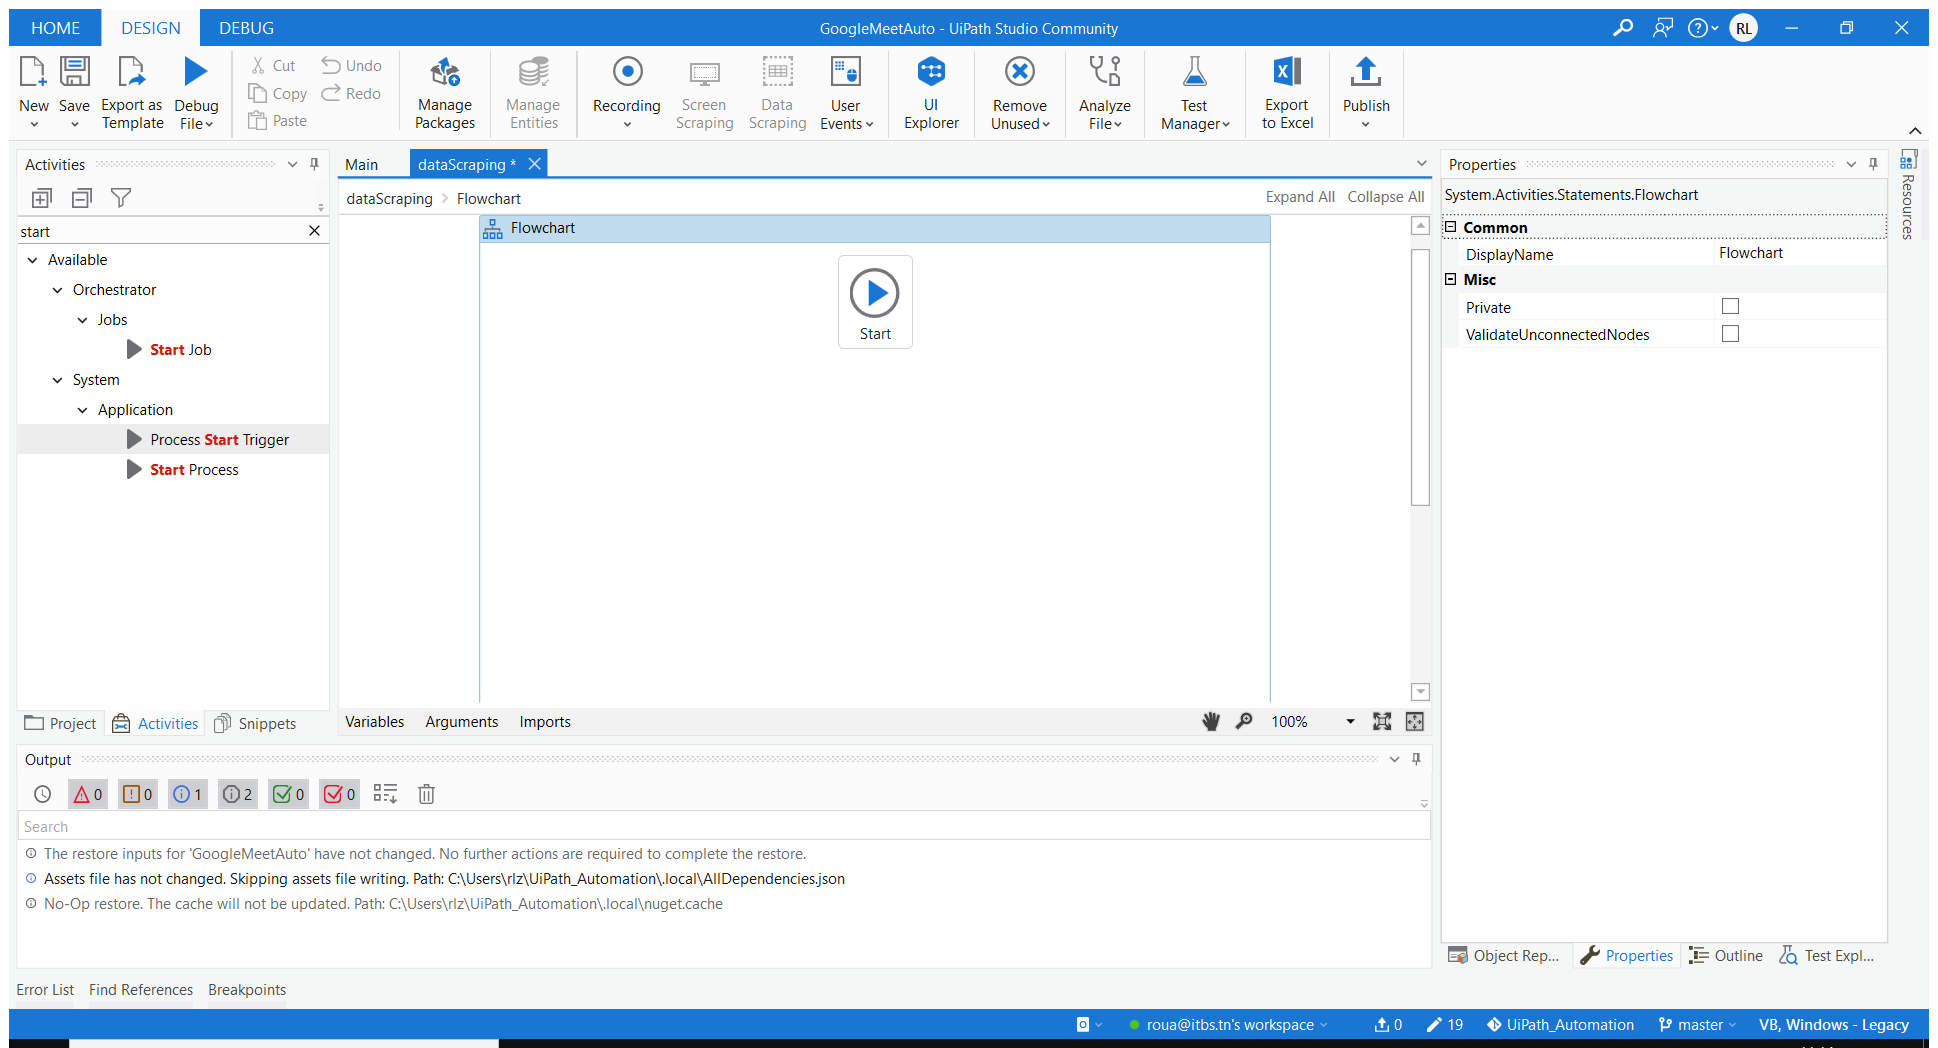 HOME DESIGN DEBUG GoogleMeetAuto - UiPath Studio Community RL
New Save Export as Template Debug File
Cut Undo
Copy Redo
Paste
Manage Packages
Manage Entities
Recording
Screen Scraping
Data Scraping
User Events
UI Explorer
Remove Unused
Analyze File
Test Manager
Export to Excel
Publish
Activities
start
Available
Orchestrator
Jobs
Start Job
System
Application
Process Start Trigger
Start Process
Project Activities Snippets
Main dataScraping *
dataScraping > Flowchart Expand All Collapse All
Flowchart
Start
Variables Arguments Imports 100%
Properties
System.Activities.Statements.Flowchart
Common
DisplayName Flowchart
Misc
Private
ValidateUnconnectedNodes
Resources
Object Rep... Properties Outline Test Expl...
Output
0 0 1 2 0 0
Search
The restore inputs for 'GoogleMeetAuto' have not changed. No further actions are required to complete the restore.
Assets file has not changed. Skipping assets file writing. Path: C:\Users\rlz\UiPath_Automation\.local\AllDependencies.json
No-Op restore. The cache will not be updated. Path: C:\Users\rlz\UiPath_Automation\.local\nuget.cache
Error List Find References Breakpoints
roua@itbs.tn's workspace 0 19 UiPath_Automation master VB, Windows - Legacy